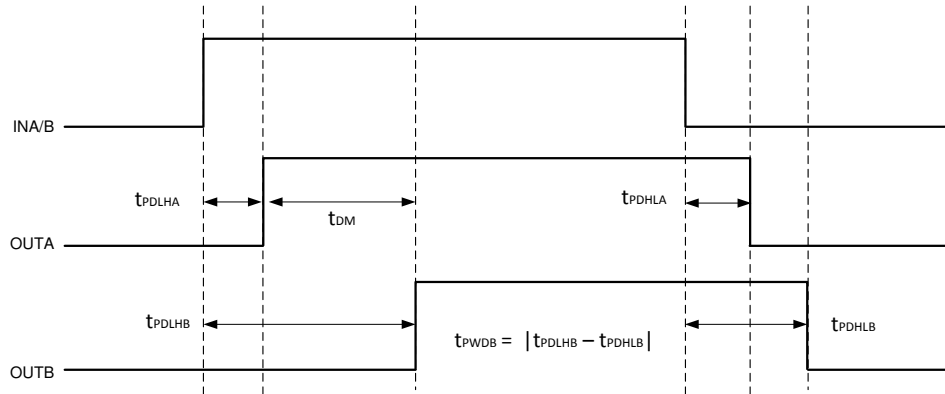 INA/B
tPDLHA
tDM
tPDHLA
OUTA
tPDLHB
tPWDB = |tPDLHB – tPDHLB|
tPDHLB
OUTB